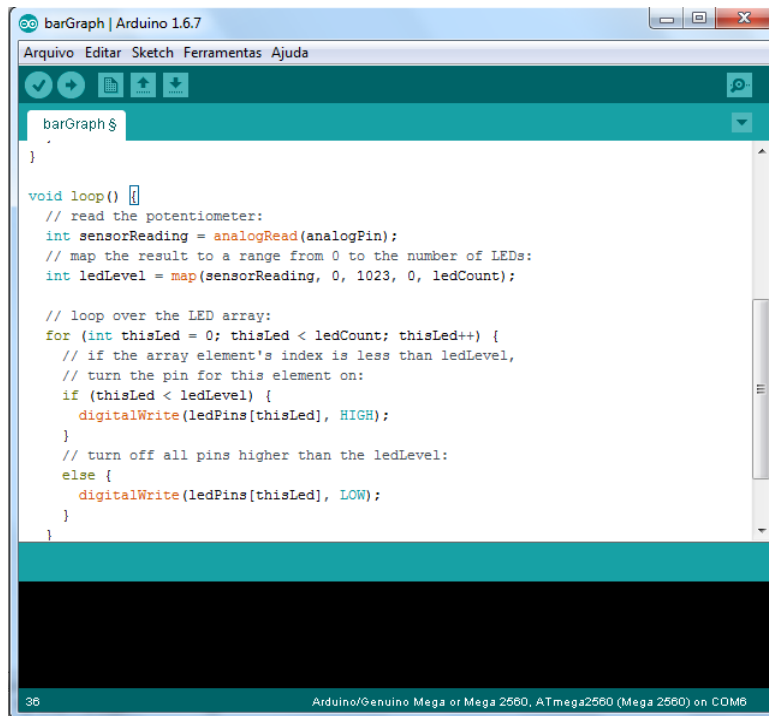 barGraph | Arduino 1.6.7
Arquivo Editar Sketch Ferramentas Ajuda
barGraph §
}
void loop() {
// read the potentiometer:
int sensorReading = analogRead(analogPin);
// map the result to a range from 0 to the number of LEDs:
int ledLevel = map(sensorReading, 0, 1023, 0, ledCount);
// loop over the LED array:
for (int thisLed = 0; thisLed < ledCount; thisLed++) {
// if the array element's index is less than ledLevel,
// turn the pin for this element on:
if (thisLed < ledLevel) {
digitalWrite(ledPins[thisLed], HIGH);
}
// turn off all pins higher than the ledLevel:
else {
digitalWrite(ledPins[thisLed], LOW);
}
}
36
Arduino/Genuino Mega or Mega 2560, ATmega2560 (Mega 2560) on COM6